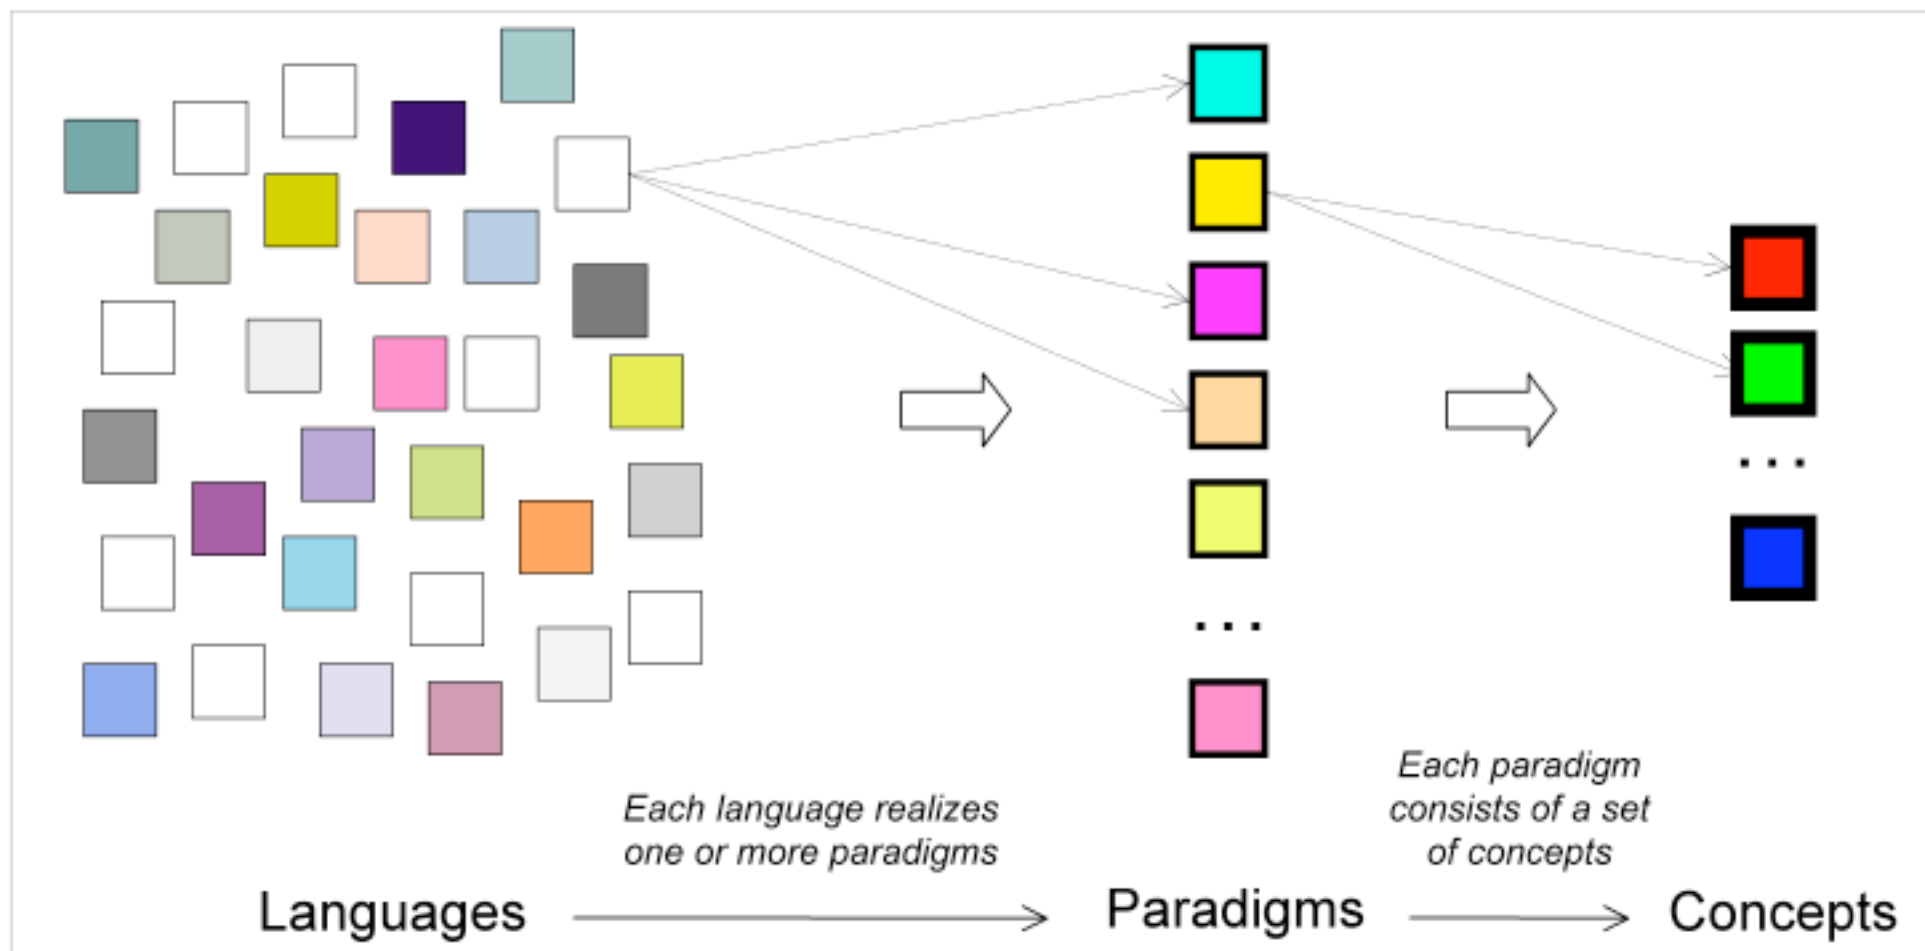 . . .
. . .
Each language realizes
one or more paradigms
Each paradigm
consists of a set
of concepts
Languages
Paradigms
Concepts